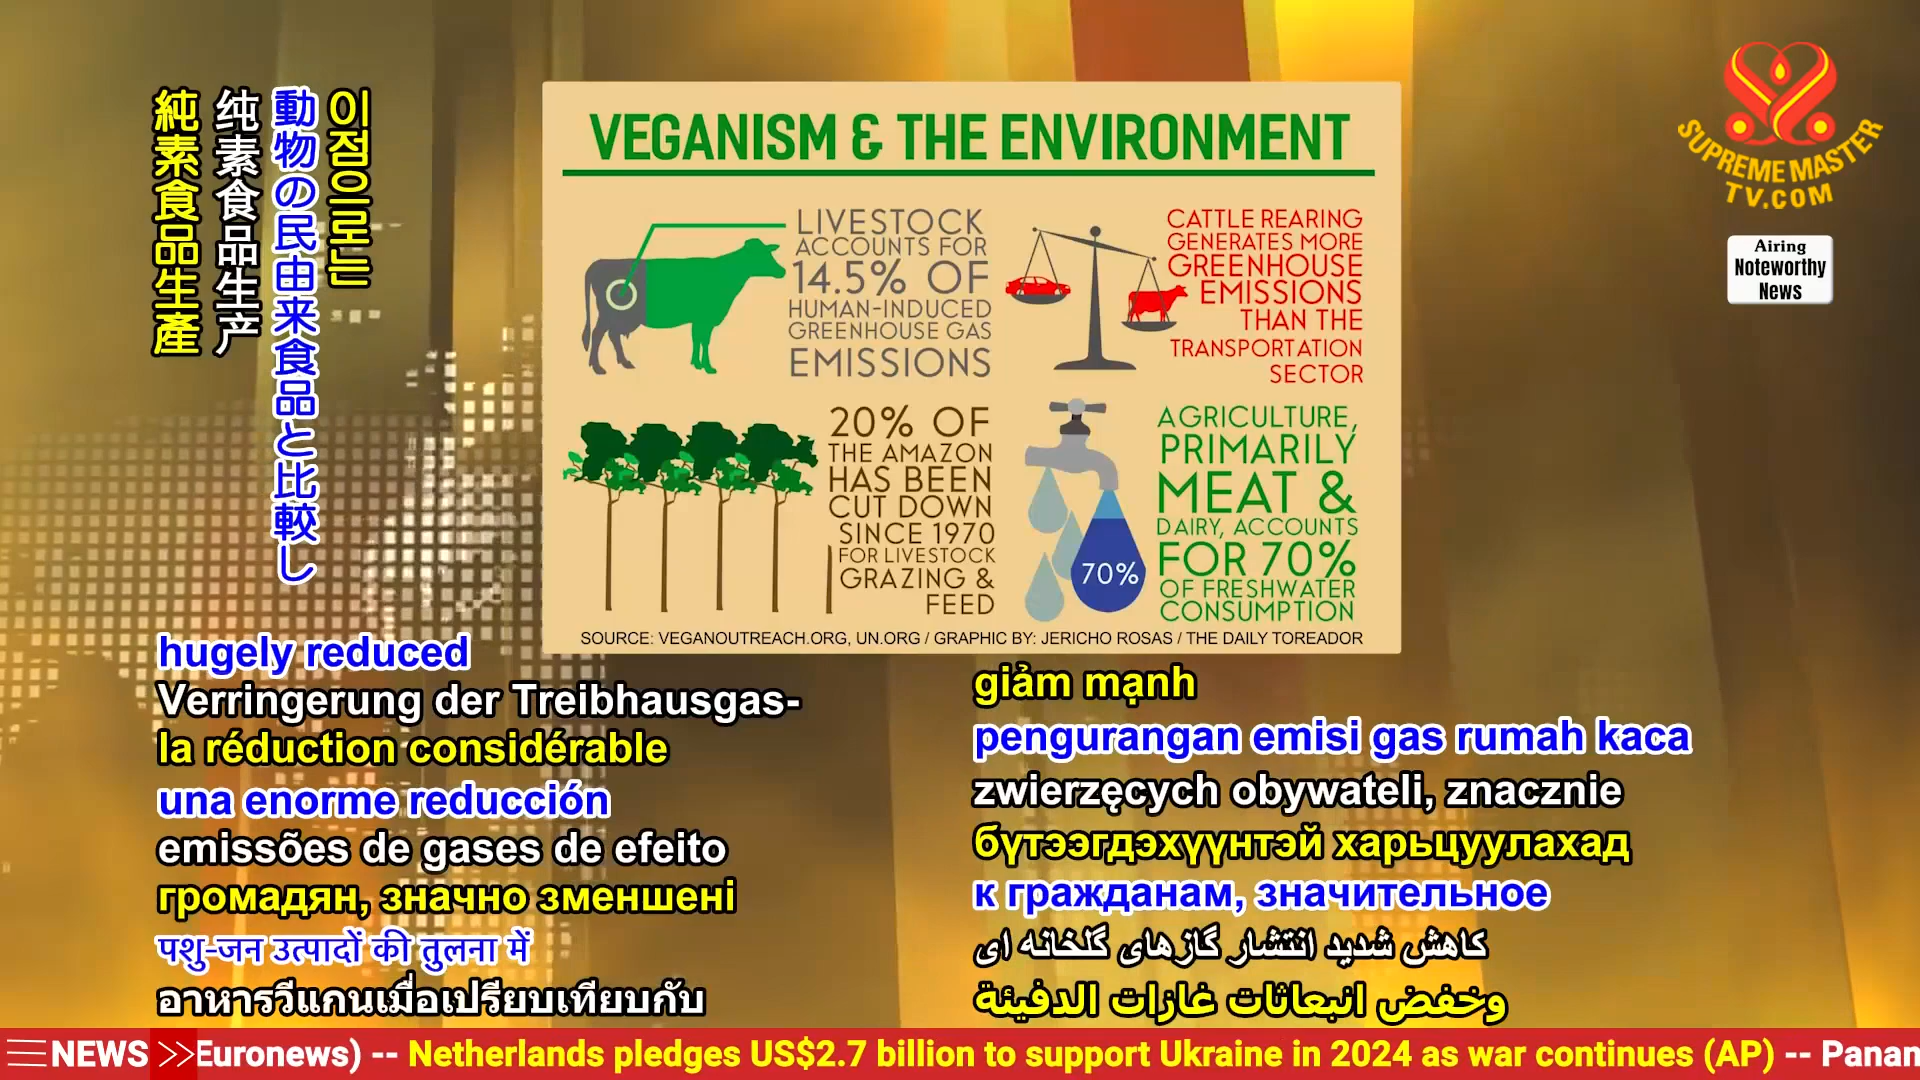 純素食品生產
纯素食品生产
動物の民由来食品と比較し
이점으로는
VEGANISM & THE ENVIRONMENT
LIVESTOCK
ACCOUNTS FOR
14.5% OF
HUMAN-INDUCED
GREENHOUSE GAS
EMISSIONS
CATTLE REARING
GENERATES MORE
GREENHOUSE
EMISSIONS
THAN THE
TRANSPORTATION
SECTOR
20% OF
THE AMAZON
HAS BEEN
CUT DOWN
SINCE 1970
FOR LIVESTOCK
GRAZING &
FEED
70%
AGRICULTURE,
PRIMARILY
MEAT &
DAIRY, ACCOUNTS
FOR 70%
OF FRESHWATER
CONSUMPTION
SOURCE: VEGANOUTREACH.ORG, UN.ORG / GRAPHIC BY: JERICHO ROSAS / THE DAILY TOREADOR
SUPREME MASTER
TV.COM
Airing
Noteworthy
News
hugely reduced
Verringerung der Treibhausgas-
la réduction considérable
una enorme reducción
emissões de gases de efeito
громадян, значно зменшені
पशु-जन उत्पादों की तुलना में
อาหารวีแกนเมื่อเปรียบเทียบกับ
giảm mạnh
pengurangan emisi gas rumah kaca
zwierzęcych obywateli, znacznie
бүтээгдэхүүнтэй харьцуулахад
к гражданам, значительное
کاهش شدید انتشار گازهای گلخانه ای
وخفض انبعاثات غازات الدفيئة
NEWS Euronews) -- Netherlands pledges US$2.7 billion to support Ukraine in 2024 as war continues (AP) -- Panam